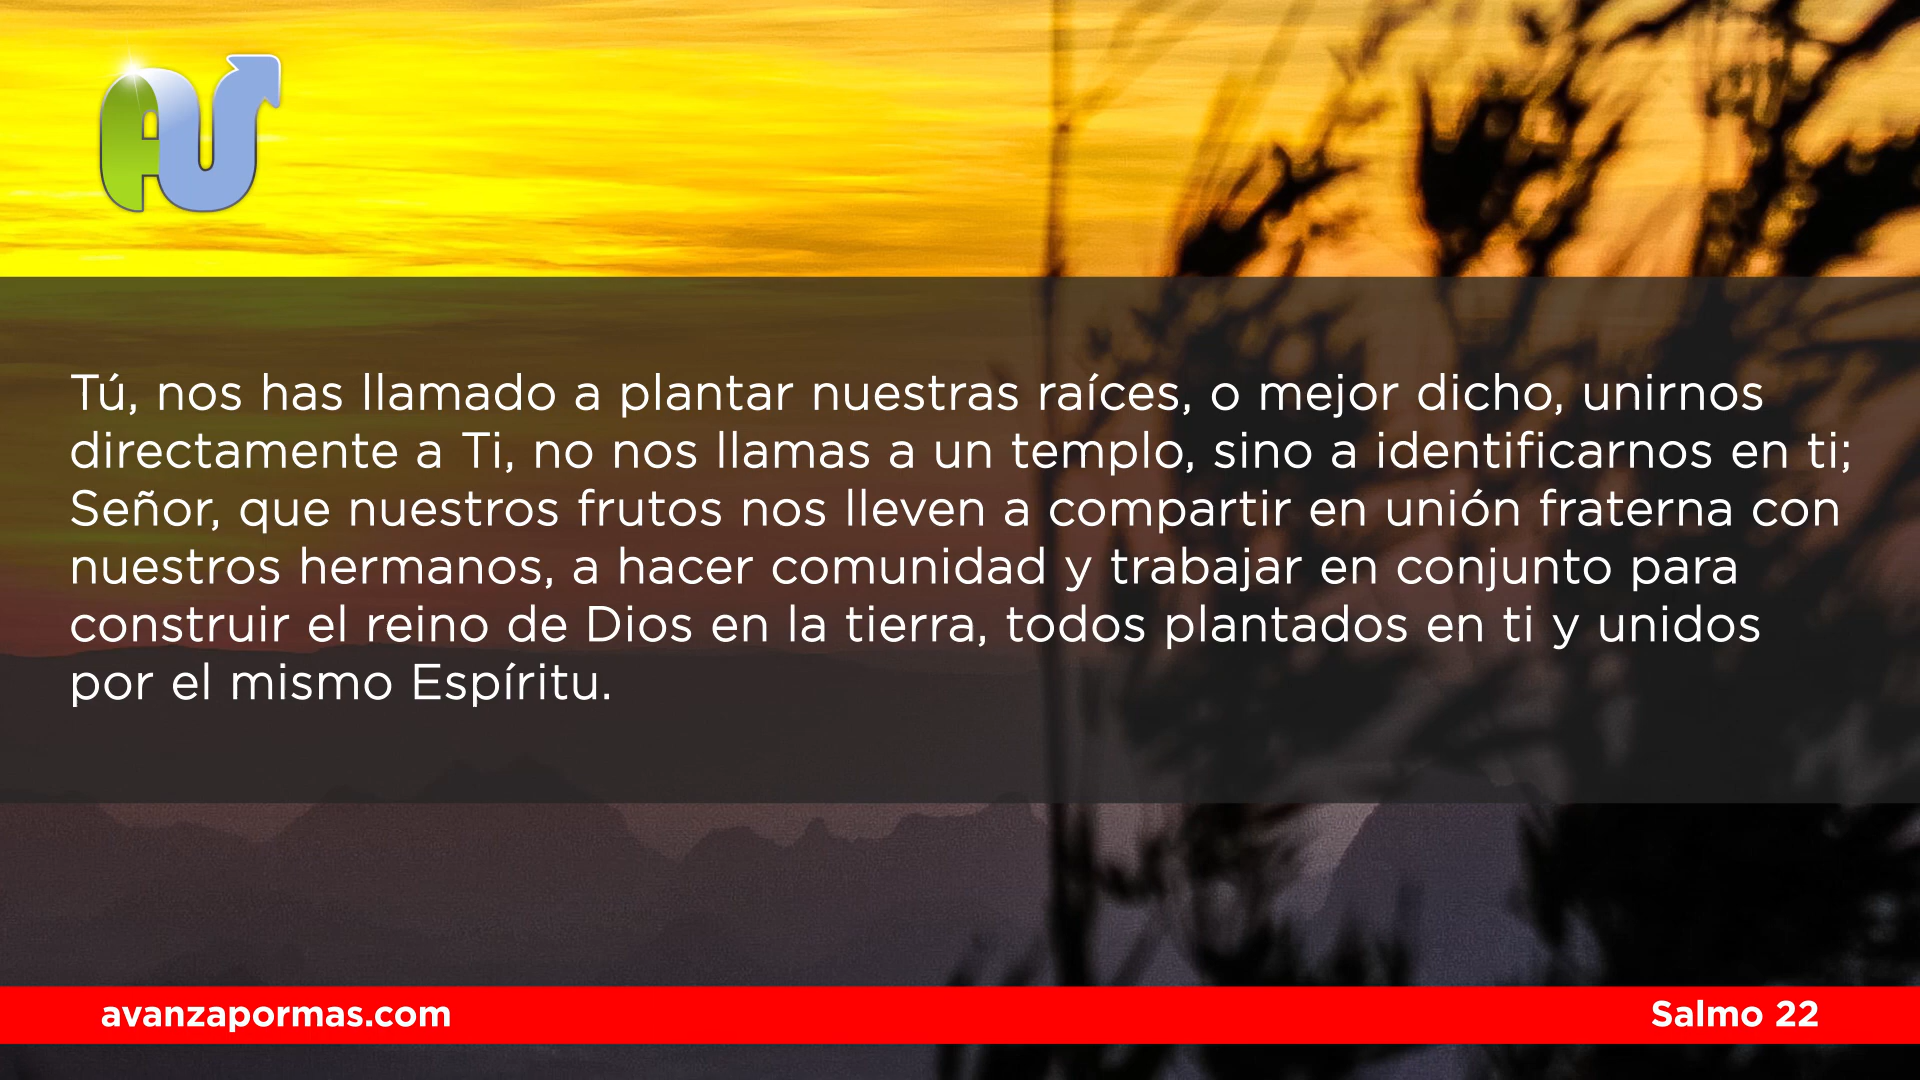 Tú, nos has llamado a plantar nuestras raíces, o mejor dicho, unirnos
directamente a Ti, no nos llamas a un templo, sino a identificarnos en ti;
Señor, que nuestros frutos nos lleven a compartir en unión fraterna con
nuestros hermanos, a hacer comunidad y trabajar en conjunto para
construir el reino de Dios en la tierra, todos plantados en ti y unidos
por el mismo Espíritu.
avanzapormas.com
Salmo 22